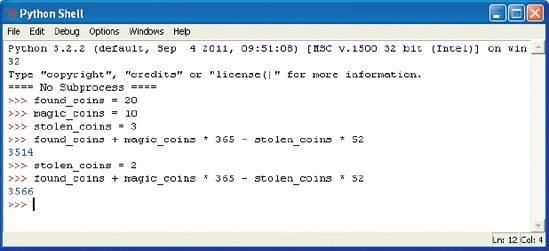 Python Shell
File Edit Debug Options Windows Help
Python 3.2.2 (default, Sep 4 2011, 09:51:08) [MSC v.1500 32 bit (Intel)] on win
32
Type "copyright", "credits" or "license()" for more information.
==== No Subprocess ====
>>> found_coins = 20
>>> magic_coins = 10
>>> stolen_coins = 3
>>> found_coins + magic_coins * 365 - stolen_coins * 52
3514
>>> stolen_coins = 2
>>> found_coins + magic_coins * 365 - stolen_coins * 52
3566
>>>
Ln: 12 Col: 4